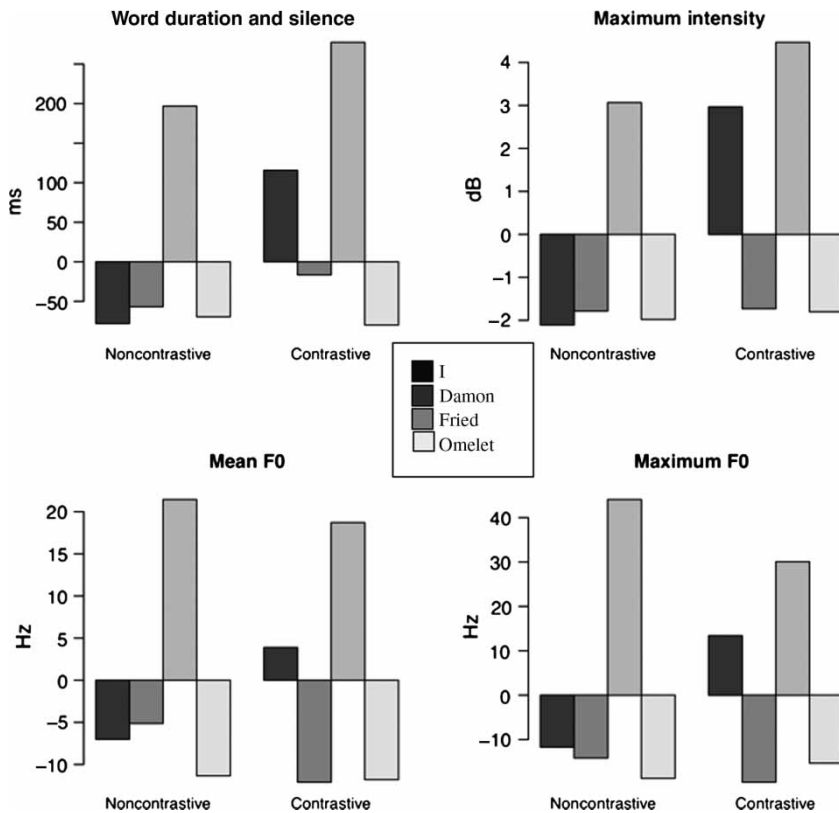 Word duration and silence
ms
200
100
50
0
−50
Noncontrastive
Contrastive
Maximum intensity
dB
4
3
2
1
0
−1
−2
Noncontrastive
Contrastive
I
Damon
Fried
Omelet
Mean F0
Hz
20
15
10
5
0
−5
−10
Noncontrastive
Contrastive
Maximum F0
Hz
40
30
20
10
0
−10
Noncontrastive
Contrastive